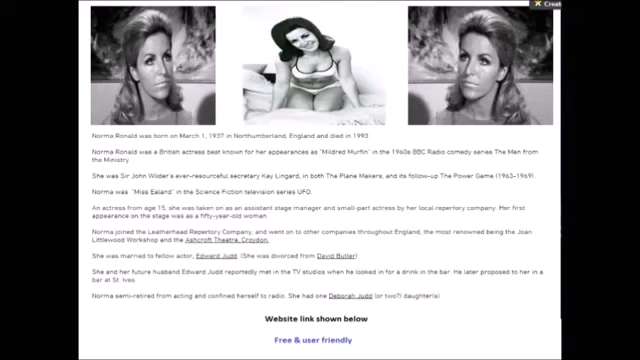 Creat
Norma Ronald was born on March 1, 1937 in Northumberland, England and died in 1993
Norma Ronald was a British actress best known for her appearances as "Mildred Murfin" in the 1960s BBC Radio comedy series The Men from
the Ministry
She was Sir John Wilder's ever-resourceful secretary Kay Lingard, in both The Plane Makers, and its follow-up The Power Game (1963-1969).
Norma was "Miss Ealand" in the Science Fiction television series UFO.
An actress from age 15, she was taken on as an assistant stage manager and small-part actress by her local repertory company. Her first
appearance on the stage was as a fifty-year-old woman
Norma joined the Leatherhead Repertory Company, and went on to other companies throughout England, the most renowned being the Joan
Littlewood Workshop and the Ashcroft Theatre, Croydon.
She was married to fellow actor, Edward Judd. (She was divorced from David Butler)
She and her future husband Edward Judd reportedly met in the TV studios when he looked in for a drink in the bar. He later proposed to her in a
bar at St. Ives
Norma semi-retired from acting and confined herself to radio. She had one Deborah Judd (or two?) daughter(s).
Website link shown below
Free & user friendly